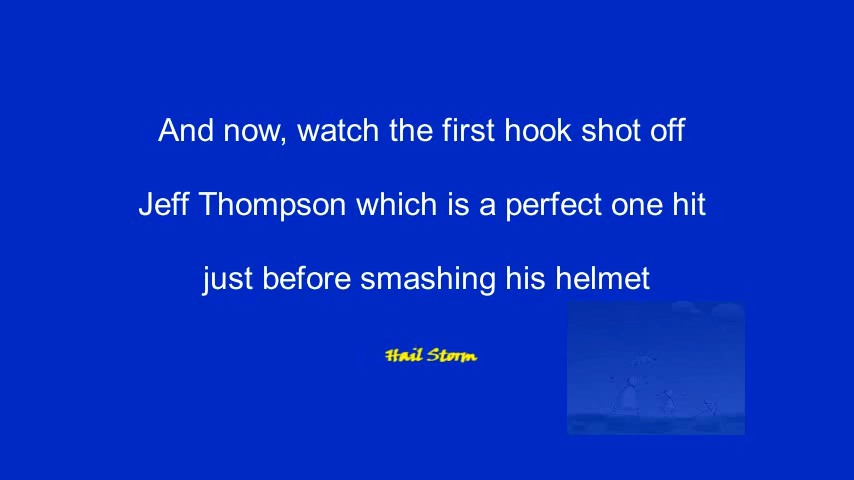 And now, watch the first hook shot off
Jeff Thompson which is a perfect one hit
just before smashing his helmet
Hail Storm